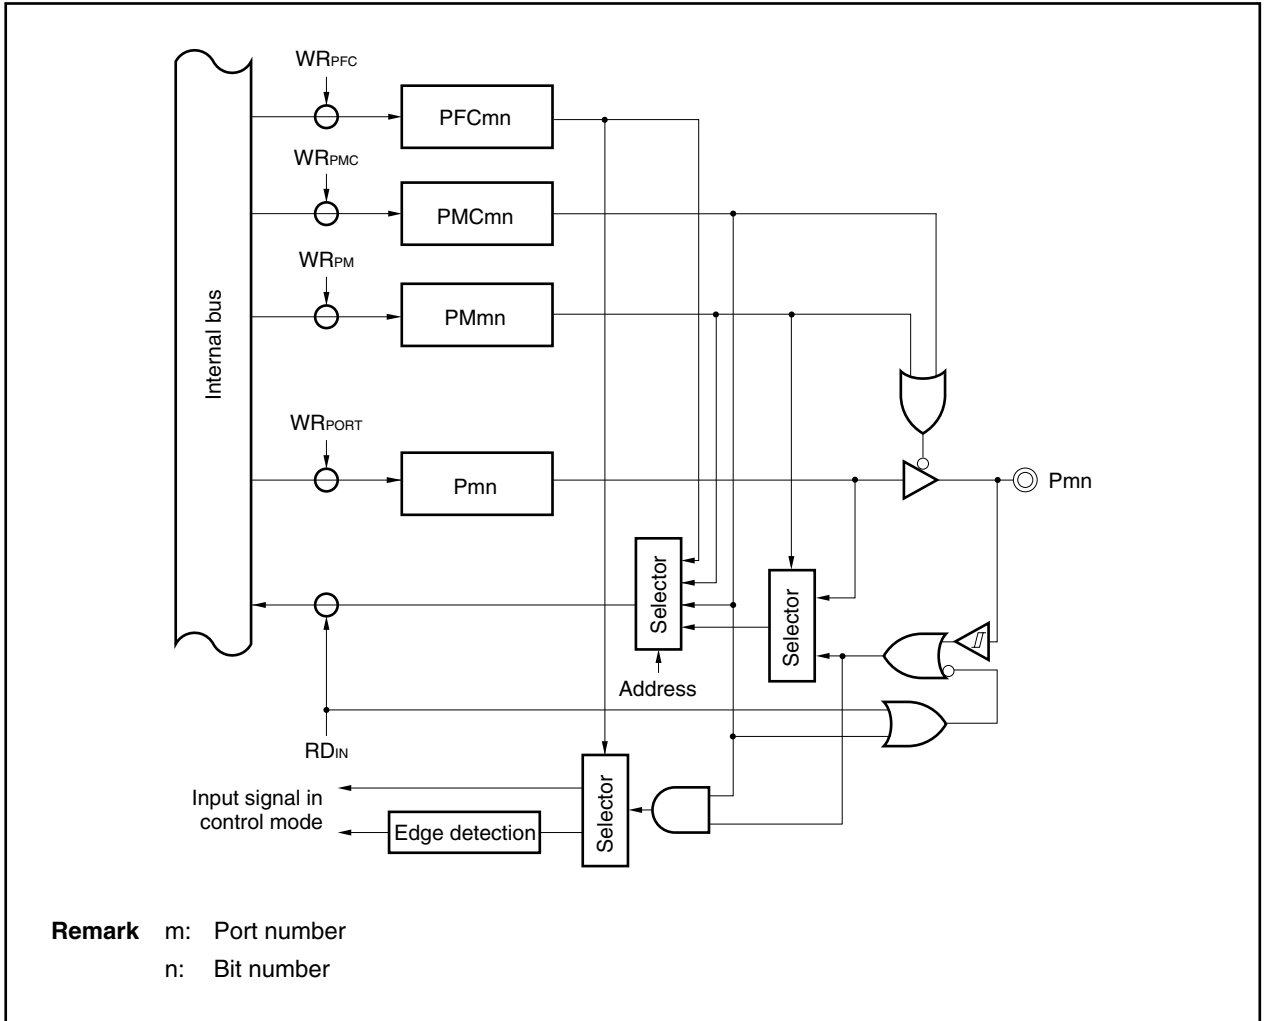 WRPFC
PFCmn
WRPMC
PMCmn
WRPM
PMmn
Internal bus
WRPORT
Pmn
Pmn
Selector
Selector
Address
RDIN
Input signal in
control mode
Edge detection
Selector
Remark m: Port number
n: Bit number